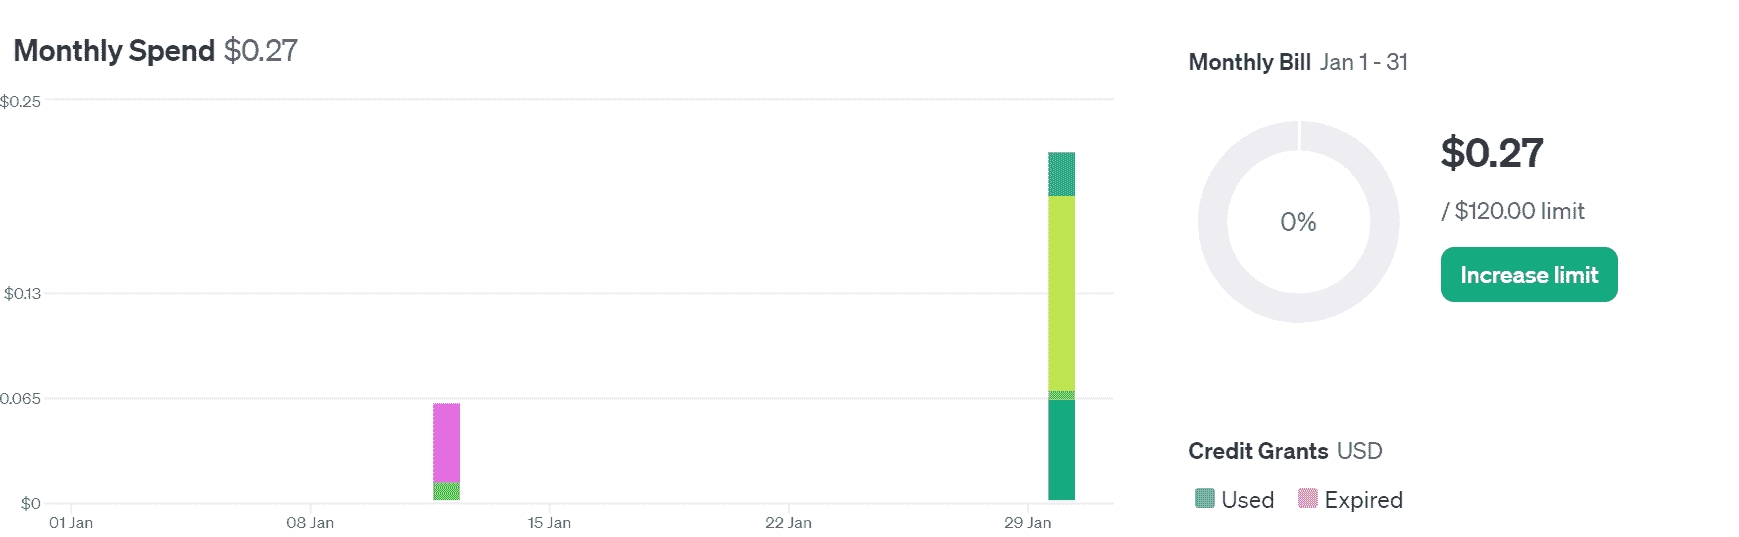 Monthly Spend $0.27
$0.25
$0.13
0.065
$0
01 Jan
08 Jan
15 Jan
22 Jan
29 Jan
Monthly Bill Jan 1 - 31
0%
$0.27
/ $120.00 limit
Increase limit
Credit Grants USD
Used
Expired